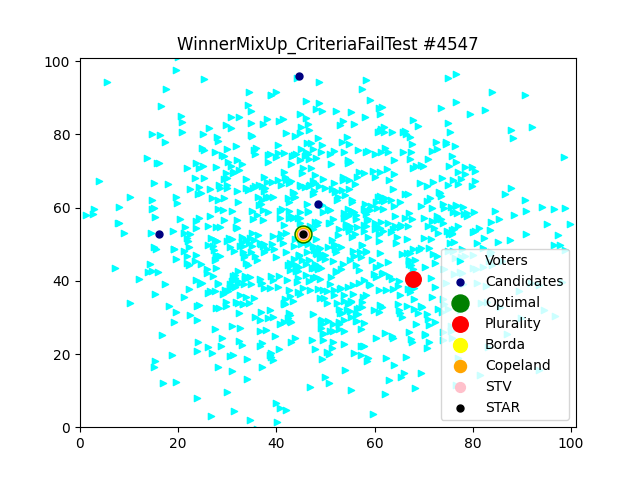 WinnerMixUp_CriteriaFailTest #4547
100
80
60
40
20
0
0
20
40
60
80
100
Voters
Candidates
Optimal
Plurality
Borda
Copeland
STV
STAR